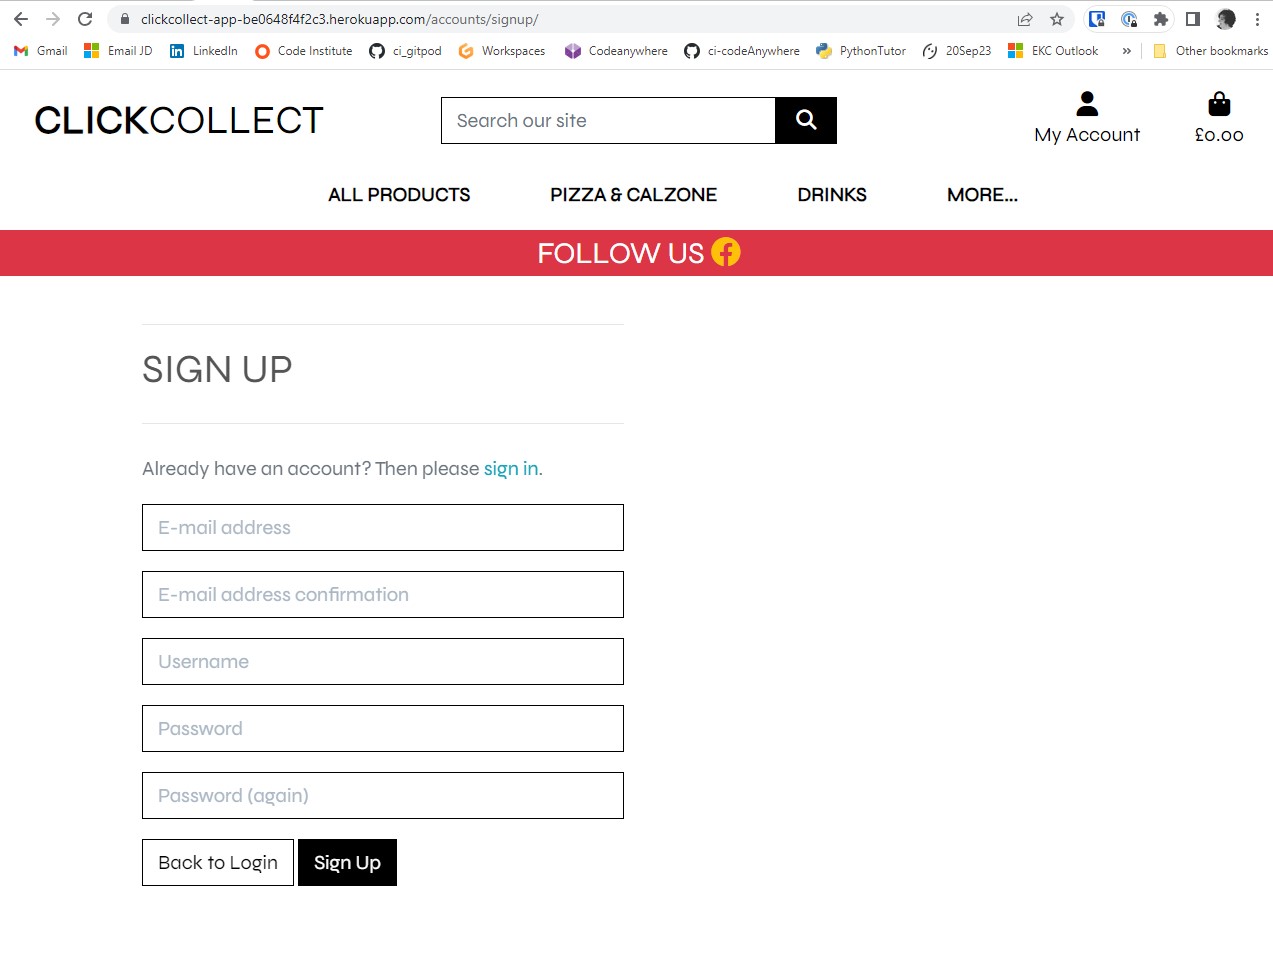 clickcollect-app-be0648f4f2c3.herokuapp.com/accounts/signup/
Gmail Email JD LinkedIn Code Institute ci_gitpod Workspaces Codeanywhere ci-codeAnywhere PythonTutor 20Sep23 EKC Outlook » Other bookmarks
CLICKCOLLECT
Search our site
My Account
£0.00
ALL PRODUCTS PIZZA & CALZONE DRINKS MORE...
FOLLOW US
SIGN UP
Already have an account? Then please sign in.
E-mail address
E-mail address confirmation
Username
Password
Password (again)
Back to Login Sign Up